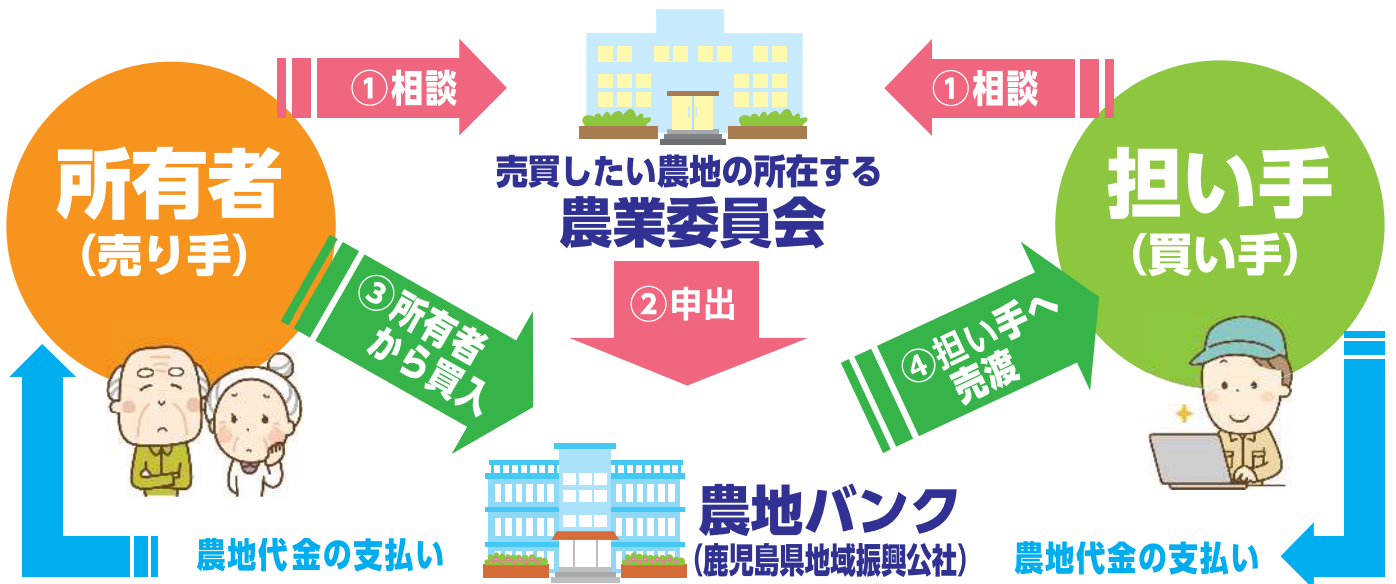 ①相談
①相談
所有者
(売り手)
売買したい農地の所在する
農業委員会
担い手
(買い手)
②申出
③所有者
から買入
④担い手へ
売渡
農地バンク
(鹿児島県地域振興公社)
農地代金の支払い
農地代金の支払い